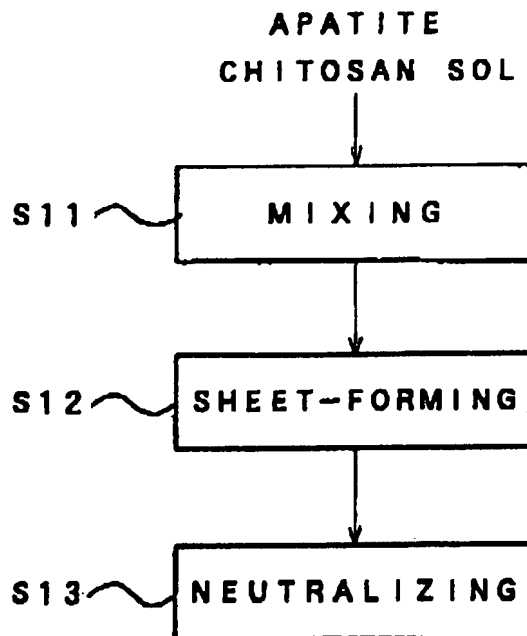 APATITE
CHITOSAN SOL
S11 MIXING
S12 SHEET-FORMING
S13 NEUTRALIZING